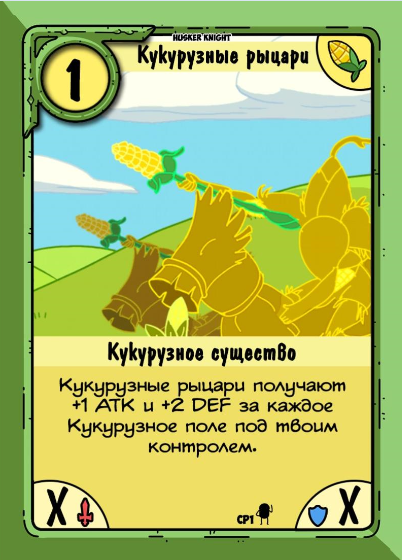 HUSKER KNIGHT
1
Кукурузные рыцари
Кукурузное существо
Кукурузные рыцари получают
+1 АТК и +2 DEF за каждое
Кукурузное поле под твоим
контролем.
X
CP1
X